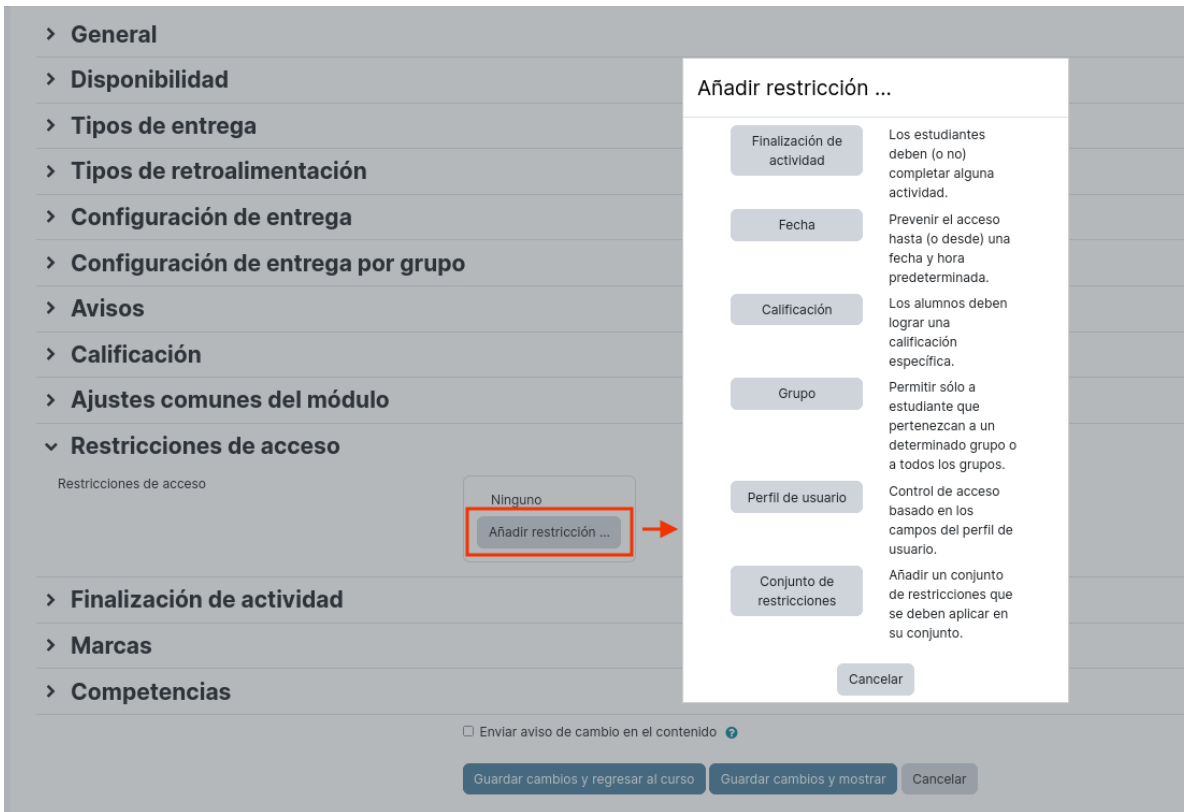 General
Disponibilidad
Tipos de entrega
Tipos de retroalimentación
Configuración de entrega
Configuración de entrega por grupo
Avisos
Calificación
Ajustes comunes del módulo
Restricciones de acceso
Restricciones de acceso
Ninguno
Añadir restricción ...
Finalización de actividad
Marcas
Competencias
Enviar aviso de cambio en el contenido
Guardar cambios y regresar al curso
Guardar cambios y mostrar
Cancelar
Añadir restricción ...
Finalización de
actividad
Los estudiantes
deben (o no)
completar alguna
actividad.
Fecha
Prevenir el acceso
hasta (o desde) una
fecha y hora
predeterminada.
Calificación
Los alumnos deben
lograr una
calificación
específica.
Grupo
Permitir sólo a
estudiante que
pertenezcan a un
determinado grupo o
a todos los grupos.
Perfil de usuario
Control de acceso
basado en los
campos del perfil de
usuario.
Conjunto de
restricciones
Añadir un conjunto
de restricciones que
se deben aplicar en
su conjunto.
Cancelar